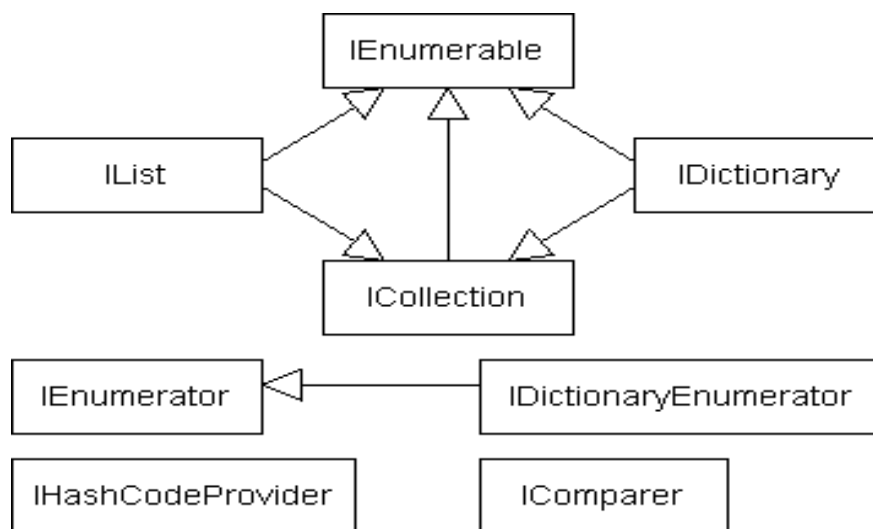 IEnumerable
IList
IDictionary
ICollection
IEnumerator
IDictionaryEnumerator
IHashCodeProvider
IComparer